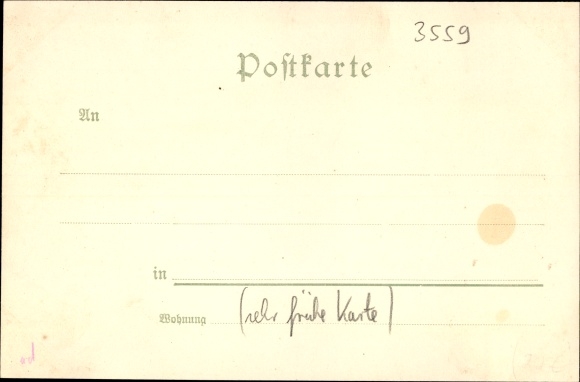 3559
Postkarte
An
in
Wohnung (sehr frühe Karte)